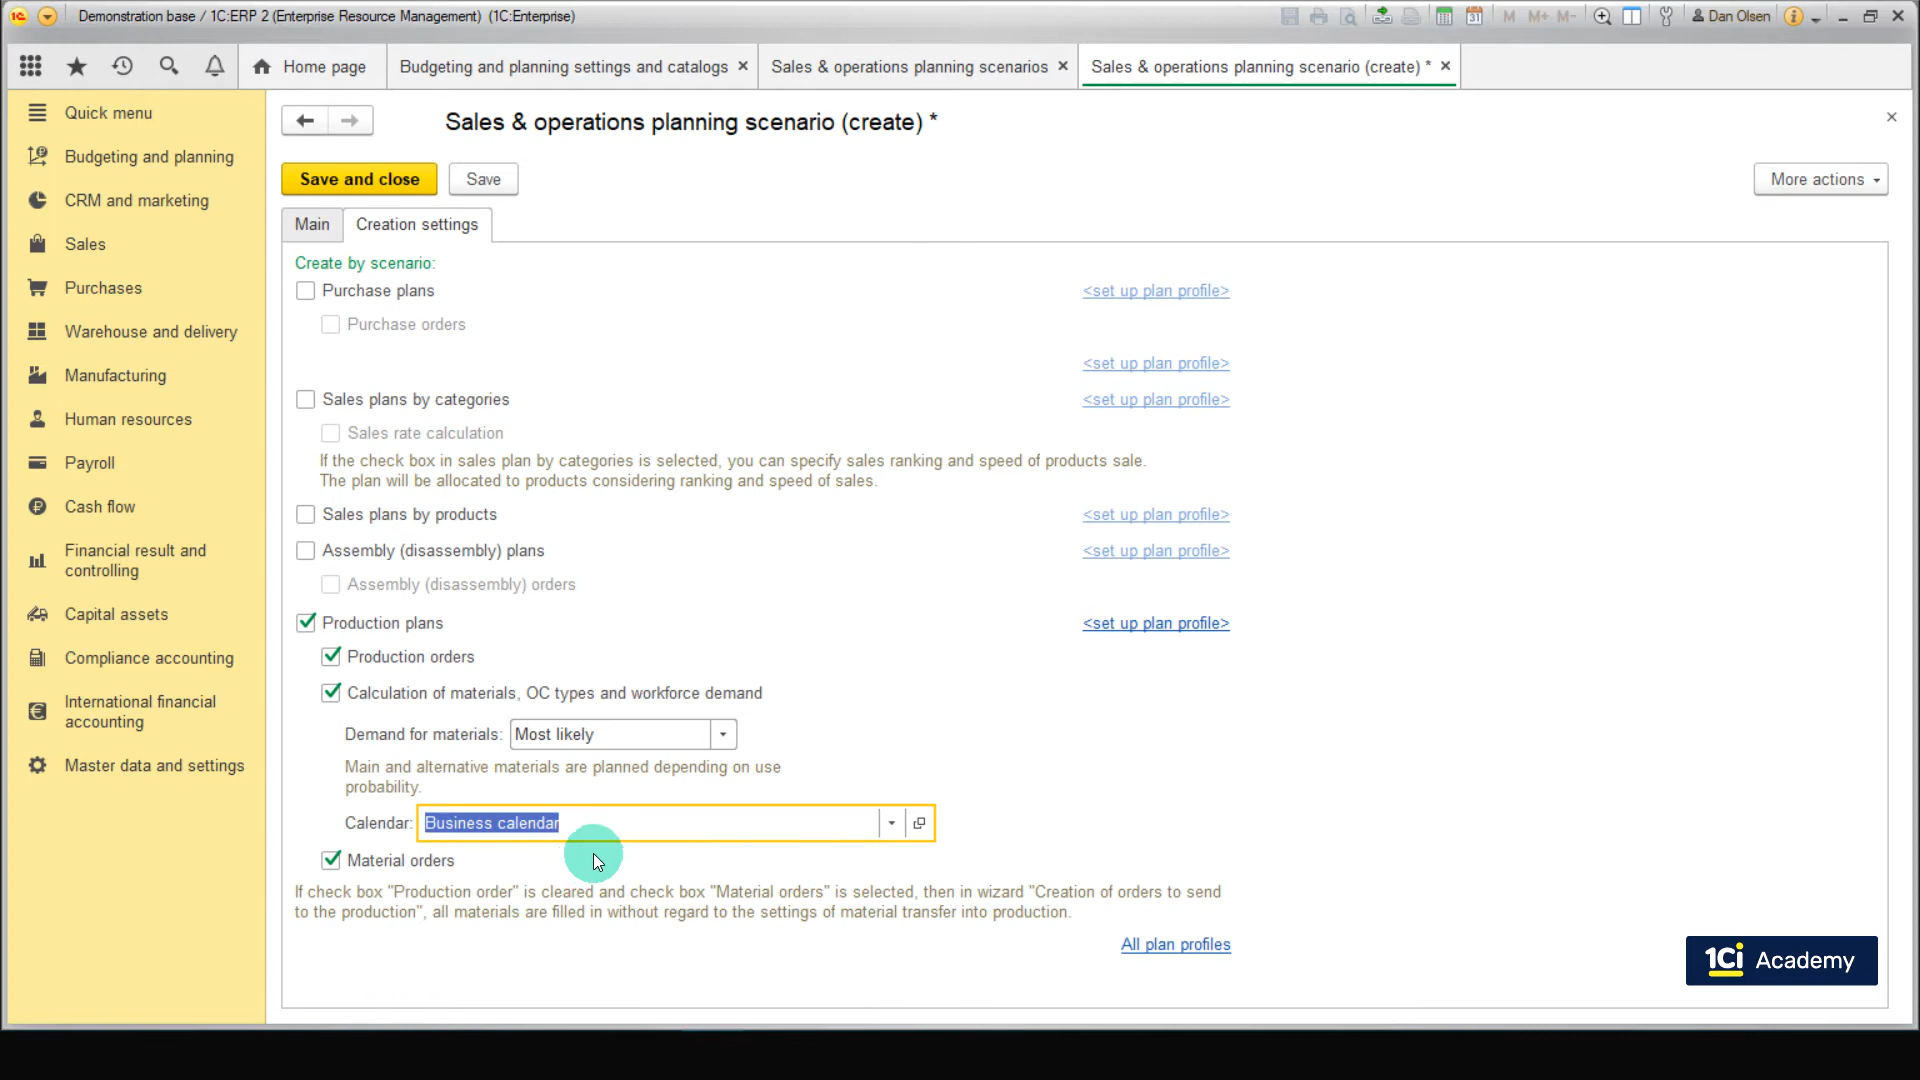 Demonstration base / 1C:ERP 2 (Enterprise Resource Management) (1C:Enterprise)
M M+ M- Dan Olsen
Home page
Budgeting and planning settings and catalogs
Sales & operations planning scenarios
Sales & operations planning scenario (create) *
Quick menu
Budgeting and planning
CRM and marketing
Sales
Purchases
Warehouse and delivery
Manufacturing
Human resources
Payroll
Cash flow
Financial result and
controlling
Capital assets
Compliance accounting
International financial
accounting
Master data and settings
Sales & operations planning scenario (create) *
Save and close
Save
More actions
Main
Creation settings
Create by scenario:
Purchase plans <set up plan profile>
Purchase orders
<set up plan profile>
Sales plans by categories <set up plan profile>
Sales rate calculation
If the check box in sales plan by categories is selected, you can specify sales ranking and speed of products sale.
The plan will be allocated to products considering ranking and speed of sales.
Sales plans by products <set up plan profile>
Assembly (disassembly) plans <set up plan profile>
Assembly (disassembly) orders
Production plans <set up plan profile>
Production orders
Calculation of materials, OC types and workforce demand
Demand for materials: Most likely
Main and alternative materials are planned depending on use
probability.
Calendar: Business calendar
Material orders
If check box "Production order" is cleared and check box "Material orders" is selected, then in wizard "Creation of orders to send
to the production", all materials are filled in without regard to the settings of material transfer into production.
All plan profiles
1Ci Academy